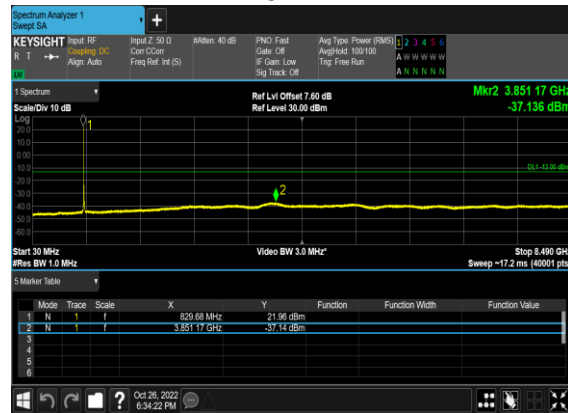 Spectrum Analyzer 1
Swept SA
KEYSIGHT
R T
Input: RF
Coupling: DC
Align: Auto
Input Z: 50 Ω
Corr CCorr
Freq Ref: Int (S)
#Atten: 40 dB
PNO: Fast
Gate: Off
IF Gain: Low
Sig Track: Off
Avg Type: Power (RMS)
Avg|Hold: 100/100
Trig: Free Run
1 2 3 4 5 6
A W W W W W
A N N N N N
1 Spectrum
Scale/Div 10 dB
Ref Lvl Offset 7.60 dB
Ref Level 30.00 dBm
Mkr2 3.851 17 GHz
-37.136 dBm
Log
20.0
10.0
0.00
-10.0
-20.0
-30.0
-40.0
-50.0
-60.0
1
DL1 -13.00 dBm
2
Start 30 MHz
#Res BW 1.0 MHz
Video BW 3.0 MHz*
Stop 8.490 GHz
Sweep ~17.2 ms (40001 pts)
5 Marker Table
Mode Trace Scale X Y Function Function Width Function Value
1 N 1 f 829.68 MHz 21.96 dBm
2 N 1 f 3.851 17 GHz -37.14 dBm
3
4
5
6
?
Oct 26, 2022
6:34:22 PM